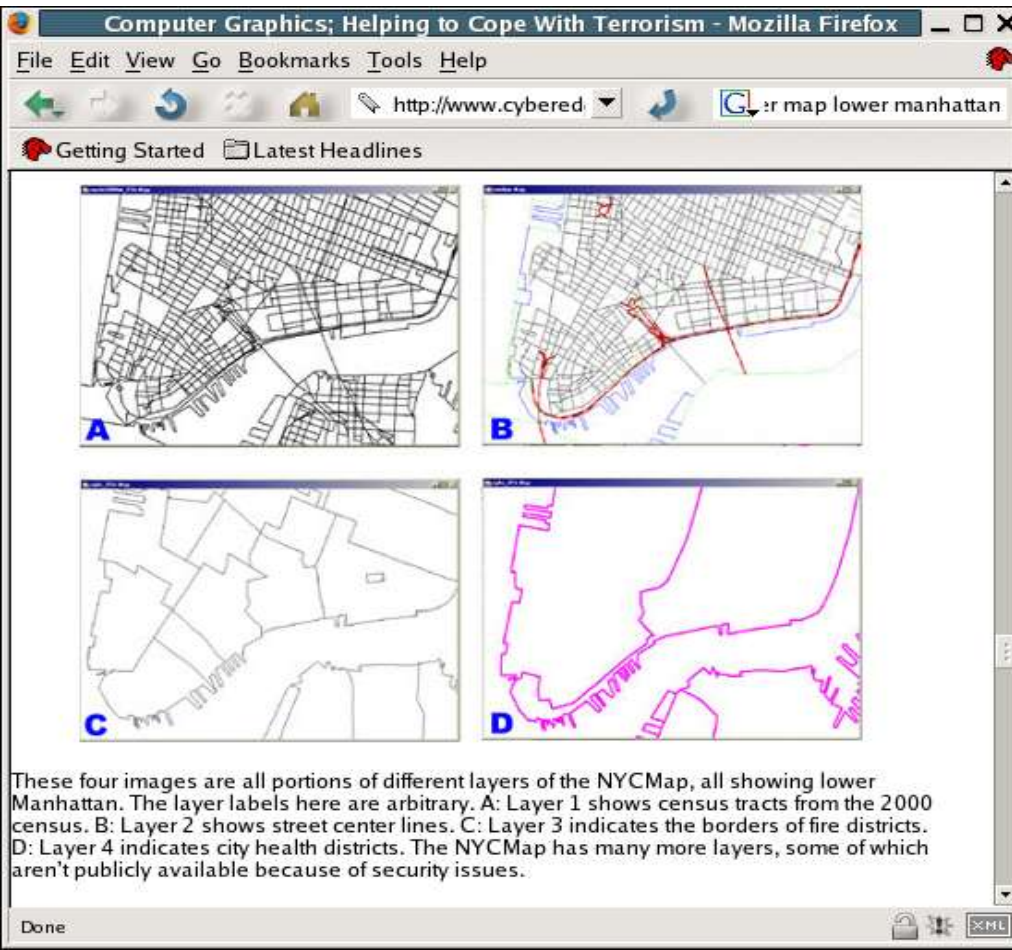 Computer Graphics; Helping to Cope With Terrorism - Mozilla Firefox
File Edit View Go Bookmarks Tools Help
http://www.cybered
G er map lower manhattan
Getting Started Latest Headlines
A
B
C
D
These four images are all portions of different layers of the NYCMap, all showing lower
Manhattan. The layer labels here are arbitrary. A: Layer 1 shows census tracts from the 2000
census. B: Layer 2 shows street center lines. C: Layer 3 indicates the borders of fire districts.
D: Layer 4 indicates city health districts. The NYCMap has many more layers, some of which
aren't publicly available because of security issues.
Done
XML